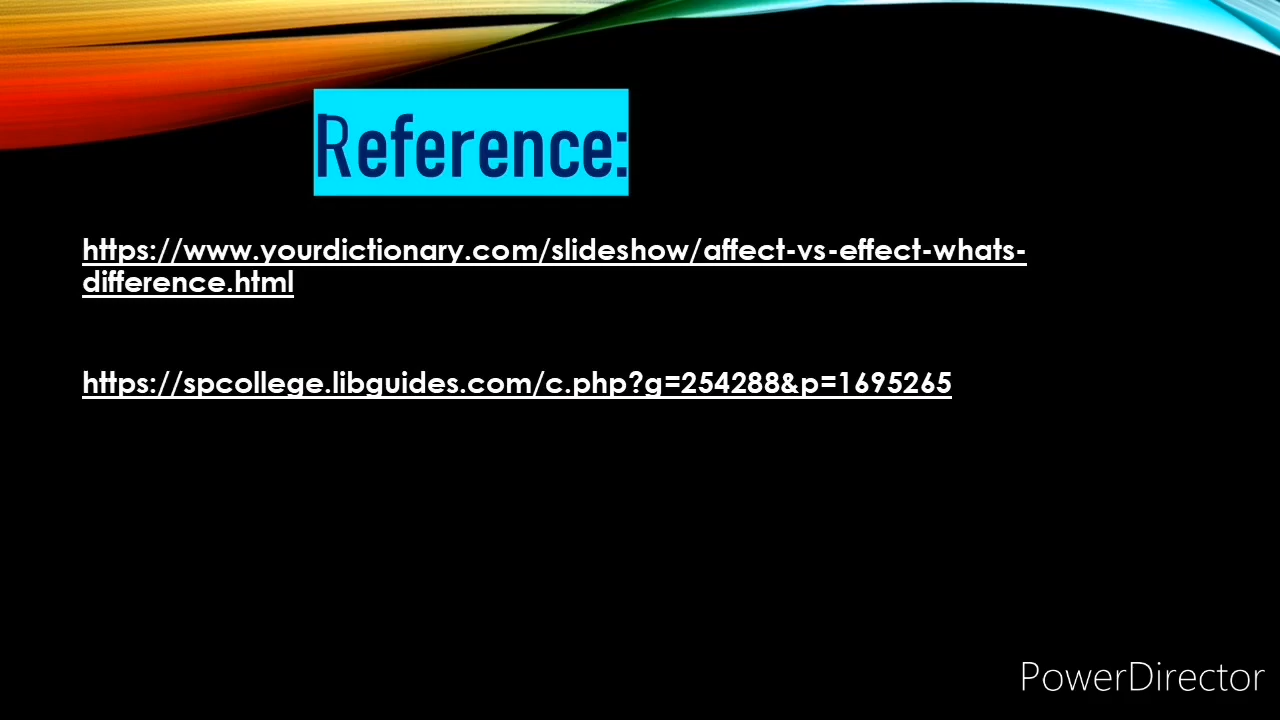 Reference:
https://www.yourdictionary.com/slideshow/affect-vs-effect-whats-
difference.html
https://spcollege.libguides.com/c.php?g=254288&p=1695265
PowerDirector